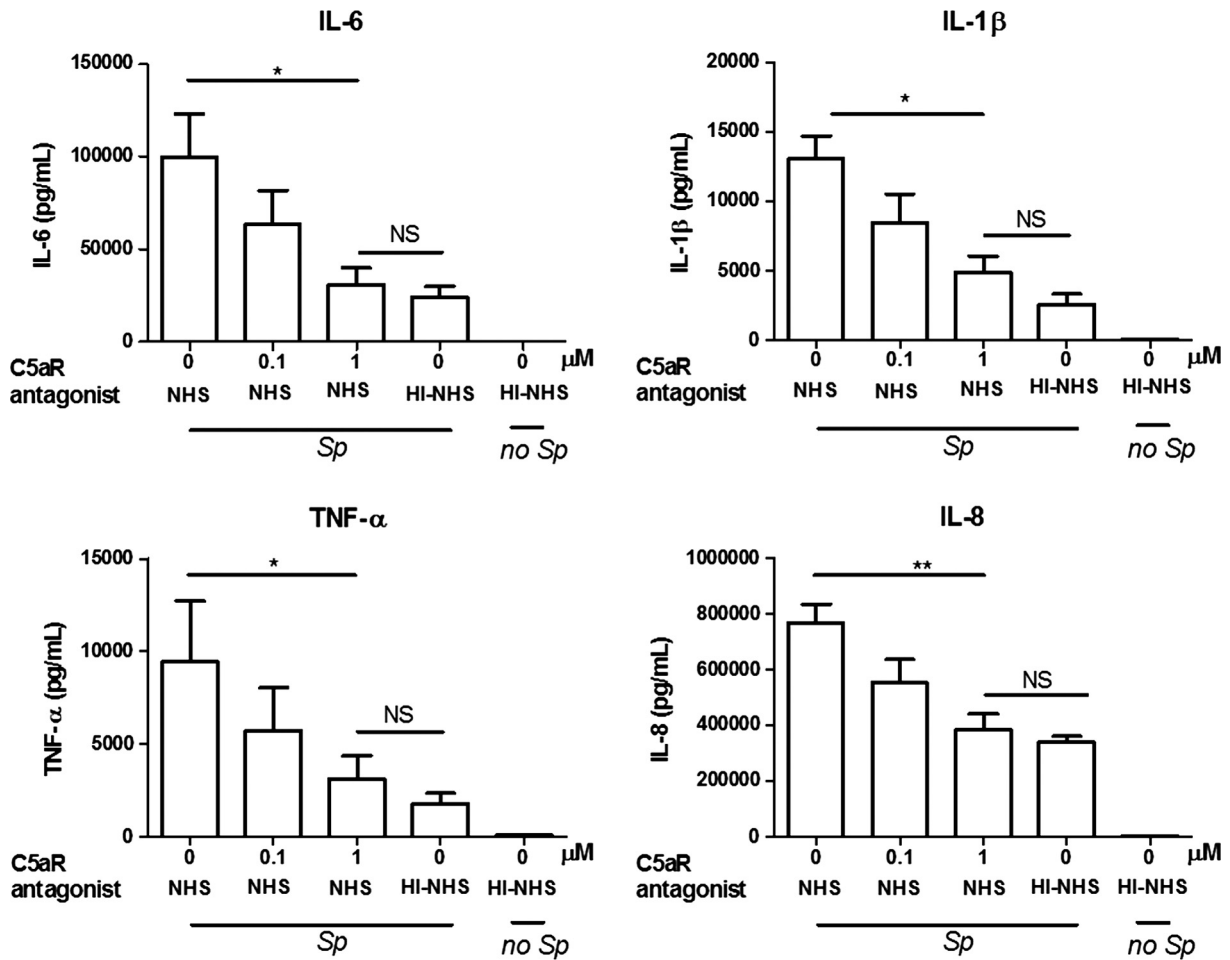 IL-6
150000
100000
50000
0
IL-6 (pg/mL)
*
NS
0 0.1 1 0 0 μM
C5aR antagonist
NHS NHS NHS HI-NHS HI-NHS
Sp no Sp
IL-1β
20000
15000
10000
5000
0
IL-1β (pg/mL)
*
NS
0 0.1 1 0 0 μM
C5aR antagonist
NHS NHS NHS HI-NHS HI-NHS
Sp no Sp
TNF-α
15000
10000
5000
0
TNF-α (pg/mL)
*
NS
0 0.1 1 0 0 μM
C5aR antagonist
NHS NHS NHS HI-NHS HI-NHS
Sp no Sp
IL-8
1000000
800000
600000
400000
200000
0
IL-8 (pg/mL)
**
NS
0 0.1 1 0 0 μM
C5aR antagonist
NHS NHS NHS HI-NHS HI-NHS
Sp no Sp